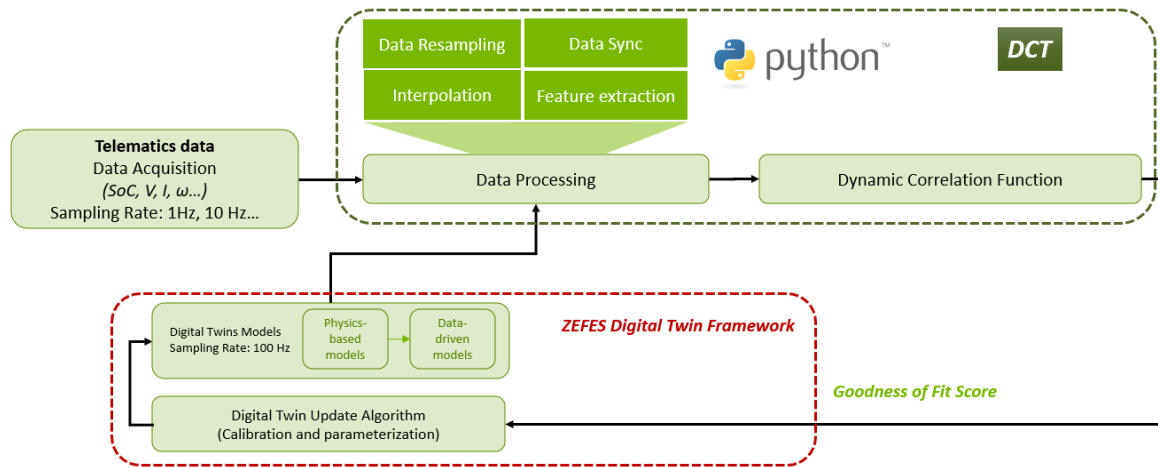 Data Resampling
Data Sync
Interpolation
Feature extraction
python™
DCT
Telematics data
Data Acquisition
(SoC, V, I, ω...)
Sampling Rate: 1Hz, 10 Hz...
Data Processing
Dynamic Correlation Function
ZEFES Digital Twin Framework
Digital Twins Models
Sampling Rate: 100 Hz
Physics-
based
models
Data-
driven
models
Goodness of Fit Score
Digital Twin Update Algorithm
(Calibration and parameterization)